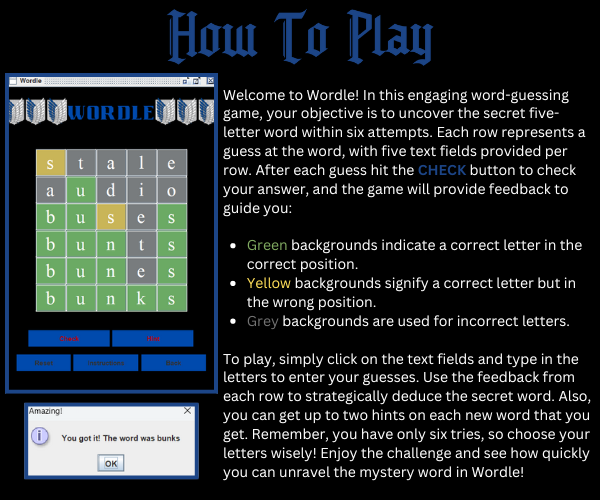 How To Play
Wordle
WORDLE
s t a l e
a u d i o
b u s e s
b u n t s
b u n e s
b u n k s
Check Hint
Reset Instructions
Amazing!
You got it! The word was bunks
OK
Welcome to Wordle! In this engaging word-guessing
game, your objective is to uncover the secret five-
letter word within six attempts. Each row represents a
guess at the word, with five text fields provided per
row. After each guess hit the CHECK button to check
your answer, and the game will provide feedback to
guide you:
Green backgrounds indicate a correct letter in the
correct position.
Yellow backgrounds signify a correct letter but in
the wrong position.
Grey backgrounds are used for incorrect letters.
To play, simply click on the text fields and type in the
letters to enter your guesses. Use the feedback from
each row to strategically deduce the secret word. Also,
you can get up to two hints on each new word that you
get. Remember, you have only six tries, so choose your
letters wisely! Enjoy the challenge and see how quickly
you can unravel the mystery word in Wordle!